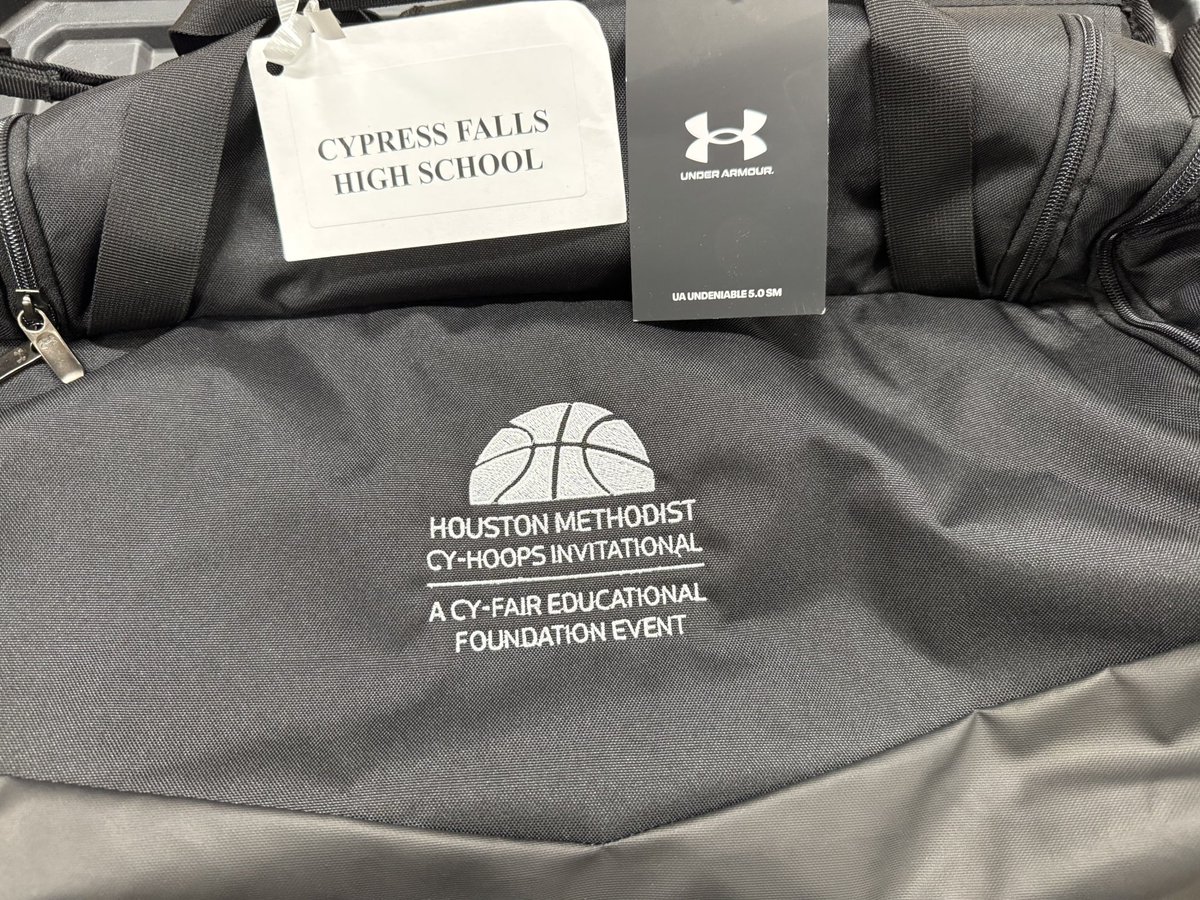 CYPRESS FALLS
HIGH SCHOOL
UNDER ARMOUR.
UA UNDENIABLE 5.0 SM
HOUSTON METHODIST
CY-HOOPS INVITATIONAL
A CY-FAIR EDUCATIONAL
FOUNDATION EVENT